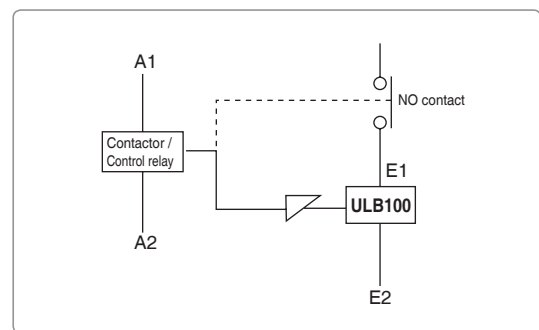 A1
NO contact
Contactor /
Control relay
E1
ULB100
A2
E2